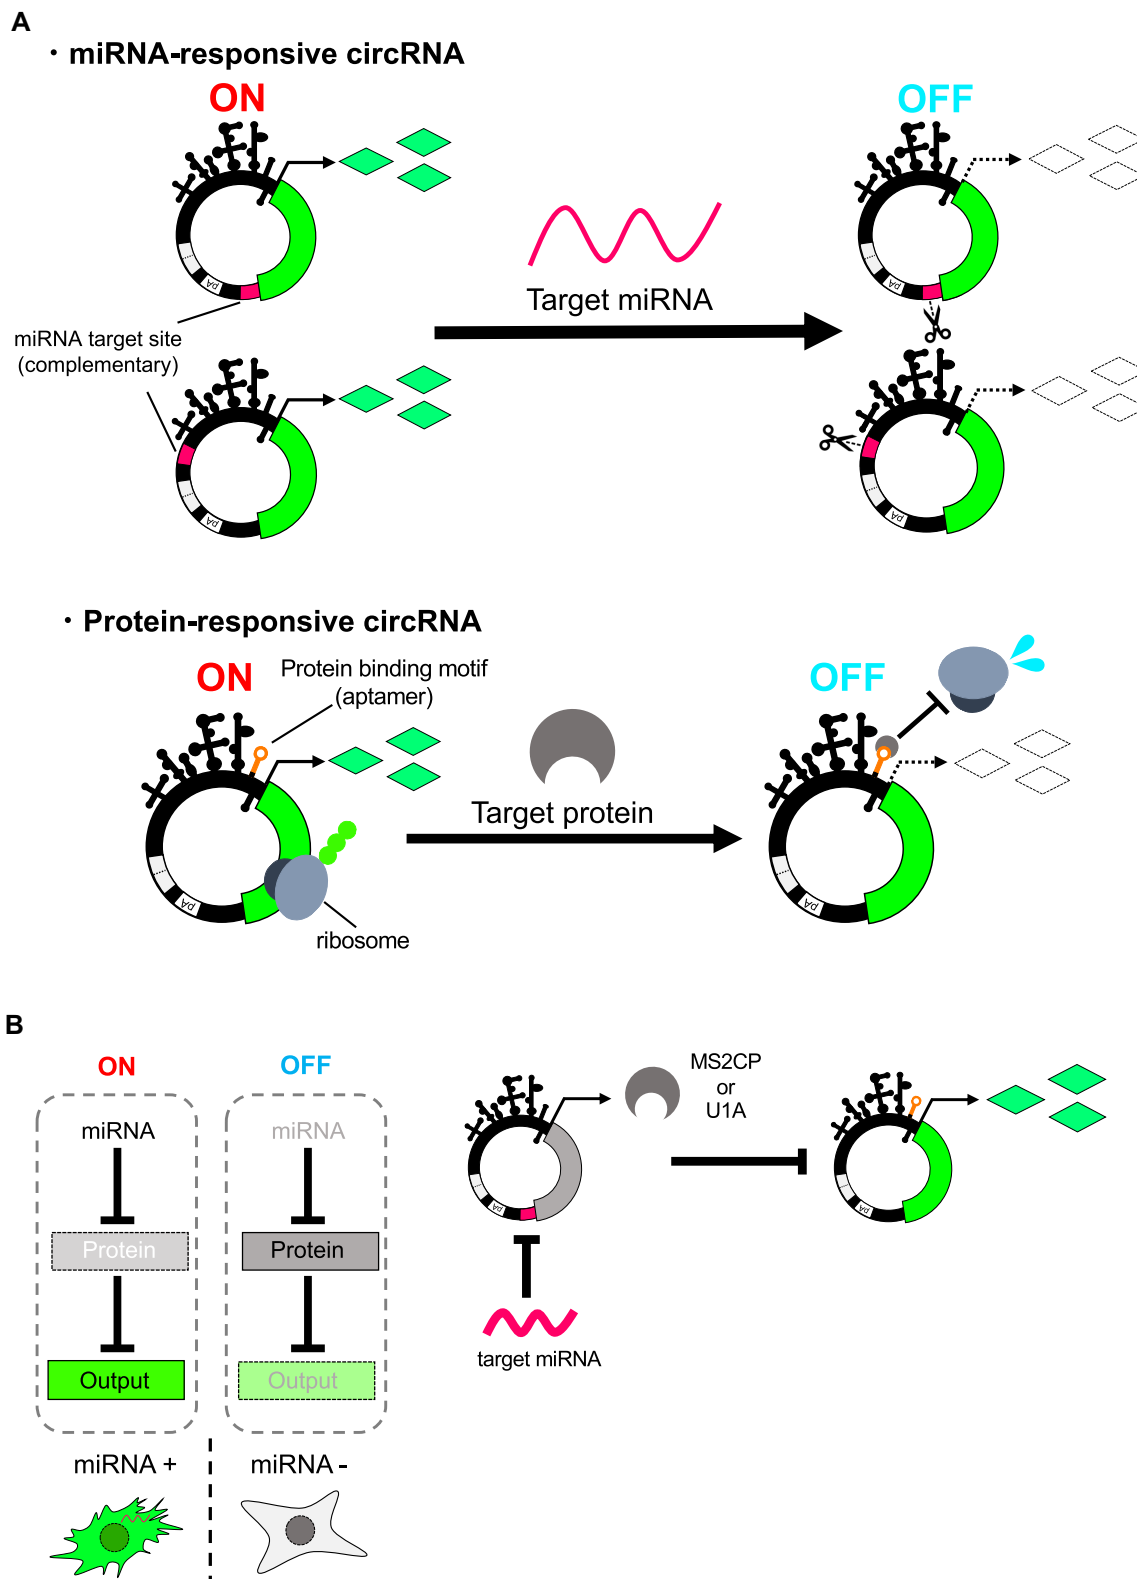 A
・ miRNA-responsive circRNA
ON
OFF
Target miRNA
miRNA target site
(complementary)
pA
pA
pA
pA
・ Protein-responsive circRNA
ON
Protein binding motif
(aptamer)
OFF
Target protein
pA
pA
ribosome
B
ON
OFF
miRNA
miRNA
Protein
Protein
Output
Output
miRNA +
miRNA -
MS2CP
or
U1A
pA
pA
target miRNA